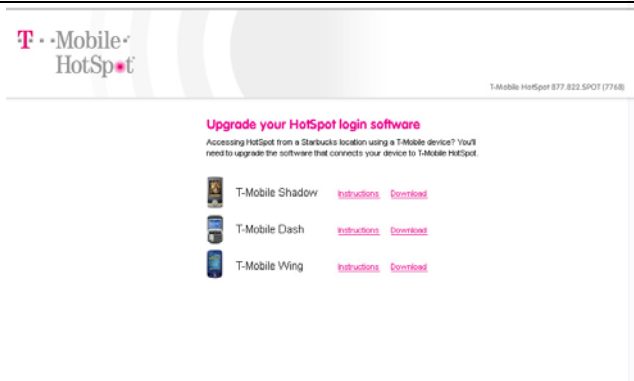 T··Mobile·
HotSpot
T-Mobile HotSpot 877.822.SPOT (7768)
Upgrade your HotSpot login software
Accessing HotSpot from a Starbucks location using a T-Mobile device? You'll
need to upgrade the software that connects your device to T-Mobile HotSpot.
T-Mobile Shadow Instructions Download
T-Mobile Dash Instructions Download
T-Mobile Wing Instructions Download